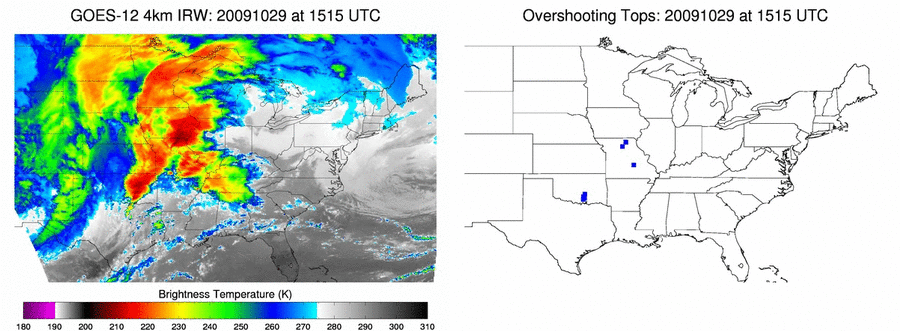 GOES-12 4km IRW: 20091029 at 1515 UTC
Overshooting Tops: 20091029 at 1515 UTC
Brightness Temperature (K)
180 190 200 210 220 230 240 250 260 270 280 290 300 310